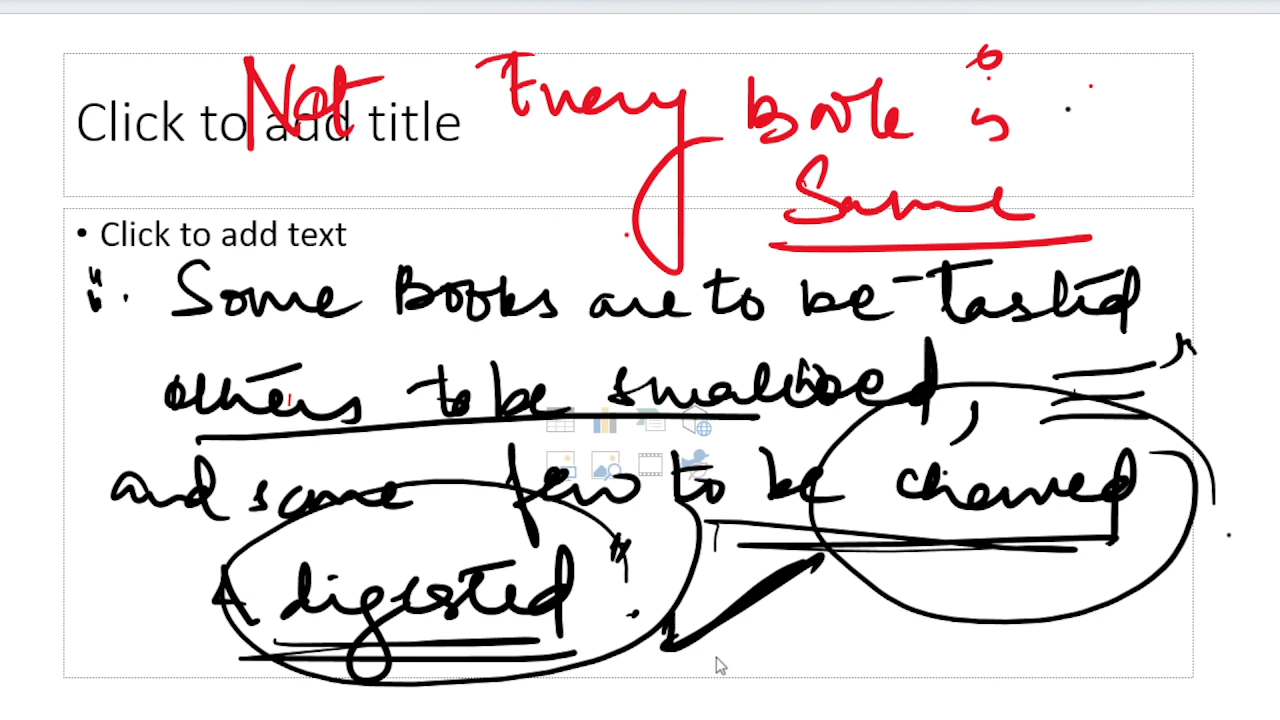 Not Every Book is
Click to add title
Same
• Click to add text
" Some Books are to be tasted
others to be swallowed,
and some few to be chewed
& digested ".